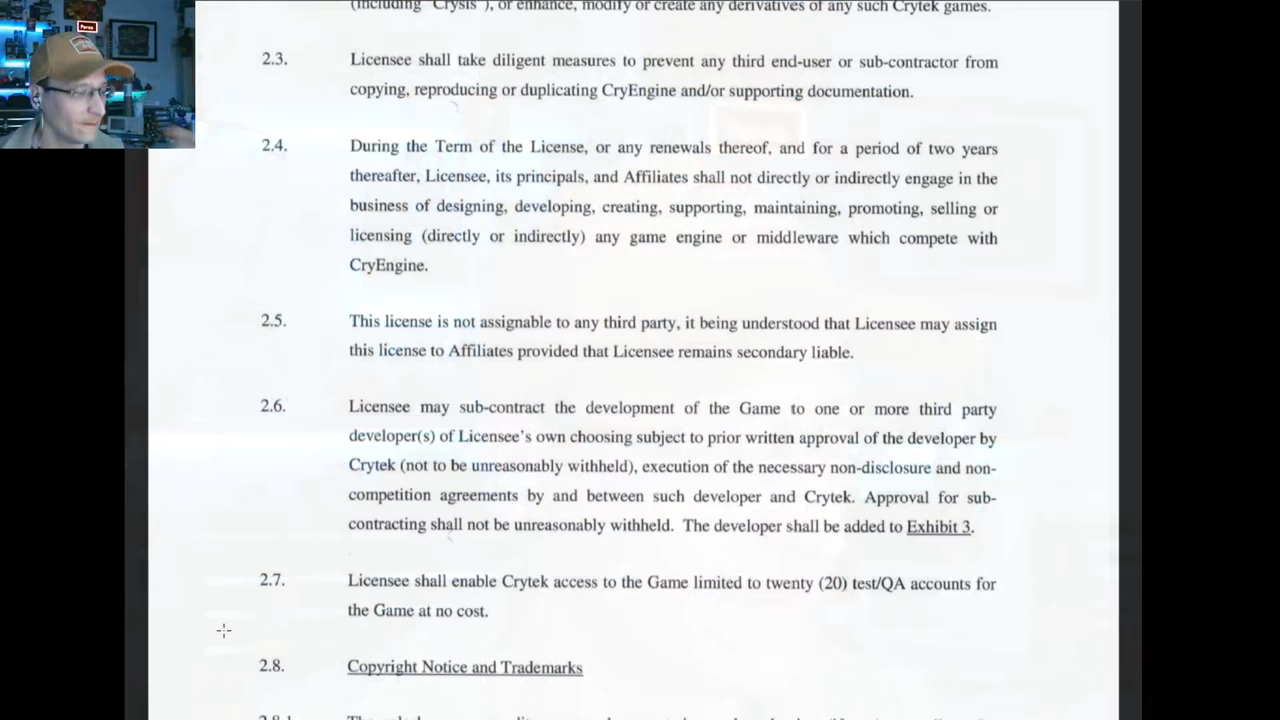 (including "Crysis"), or enhance, modify or create any derivatives of any such Crytek games.
2.3. Licensee shall take diligent measures to prevent any third end-user or sub-contractor from
copying, reproducing or duplicating CryEngine and/or supporting documentation.
2.4. During the Term of the License, or any renewals thereof, and for a period of two years
thereafter, Licensee, its principals, and Affiliates shall not directly or indirectly engage in the
business of designing, developing, creating, supporting, maintaining, promoting, selling or
licensing (directly or indirectly) any game engine or middleware which compete with
CryEngine.
2.5. This license is not assignable to any third party, it being understood that Licensee may assign
this license to Affiliates provided that Licensee remains secondary liable.
2.6. Licensee may sub-contract the development of the Game to one or more third party
developer(s) of Licensee's own choosing subject to prior written approval of the developer by
Crytek (not to be unreasonably withheld), execution of the necessary non-disclosure and non-
competition agreements by and between such developer and Crytek. Approval for sub-
contracting shall not be unreasonably withheld. The developer shall be added to Exhibit 3.
2.7. Licensee shall enable Crytek access to the Game limited to twenty (20) test/QA accounts for
the Game at no cost.
2.8. Copyright Notice and Trademarks